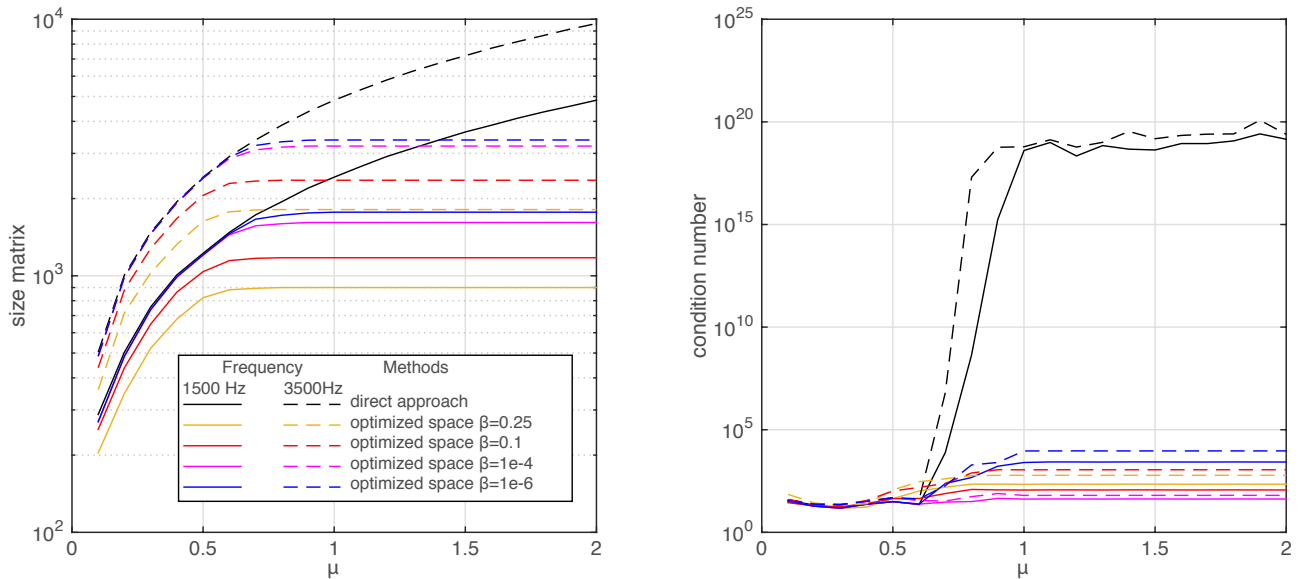 size matrix
10^4
10^3
10^2
0 0.5 1 1.5 2
μ
Frequency Methods
1500 Hz 3500Hz
direct approach
optimized space β=0.25
optimized space β=0.1
optimized space β=1e-4
optimized space β=1e-6
condition number
10^25
10^20
10^15
10^10
10^5
10^0
0 0.5 1 1.5 2
μ